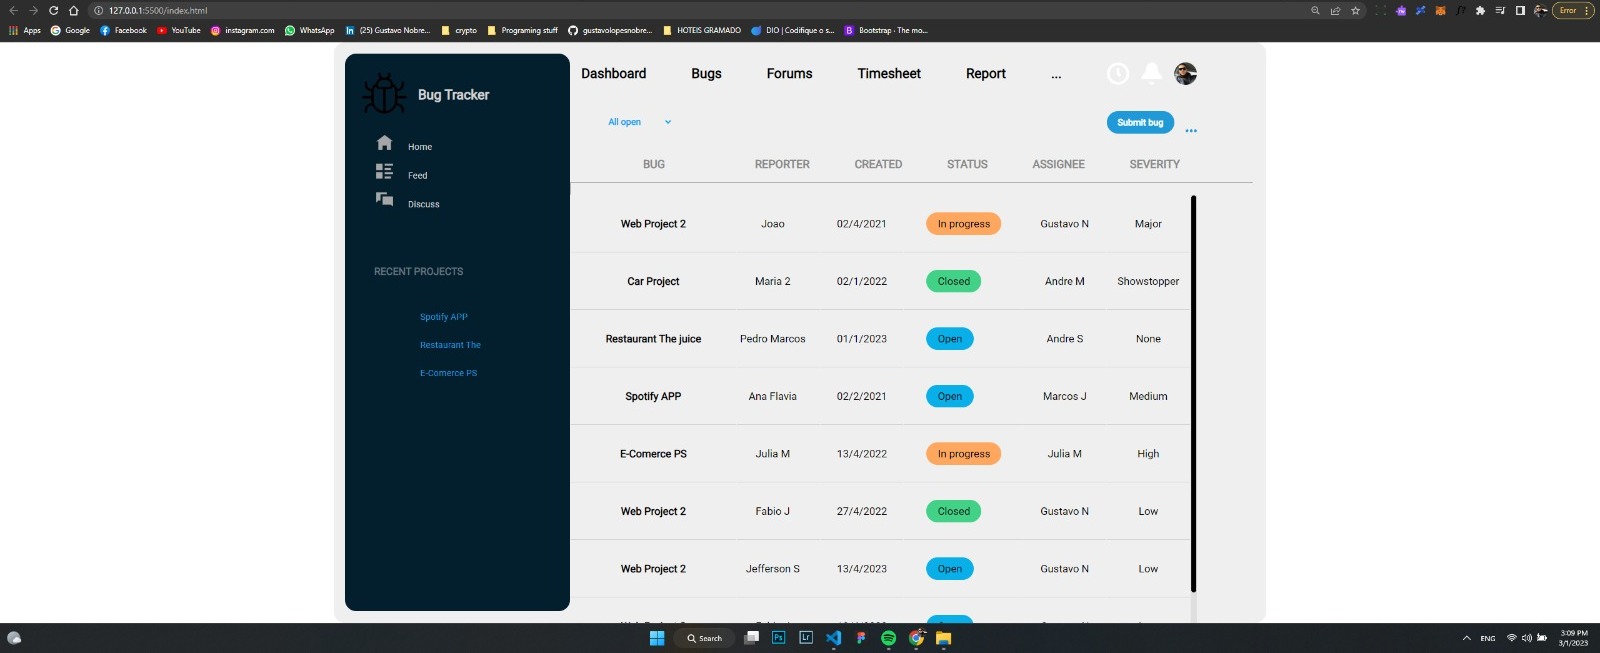 127.0.0.1:5500/index.html
Error
Apps Google Facebook YouTube instagram.com WhatsApp (25) Gustavo Nobre... crypto Programing stuff gustavolopesnobre... HOTEIS GRAMADO DIO | Codifique o s... Bootstrap · The mo...
Bug Tracker
Home
Feed
Discuss
RECENT PROJECTS
Spotify APP
Restaurant The
E-Comerce PS
Dashboard Bugs Forums Timesheet Report ...
All open
Submit bug ...
BUG REPORTER CREATED STATUS ASSIGNEE SEVERITY
Web Project 2 Joao 02/4/2021 In progress Gustavo N Major
Car Project Maria 2 02/1/2022 Closed Andre M Showstopper
Restaurant The juice Pedro Marcos 01/1/2023 Open Andre S None
Spotify APP Ana Flavia 02/2/2021 Open Marcos J Medium
E-Comerce PS Julia M 13/4/2022 In progress Julia M High
Web Project 2 Fabio J 27/4/2022 Closed Gustavo N Low
Web Project 2 Jefferson S 13/4/2023 Open Gustavo N Low
Search
Ps
Lr
ENG
3:09 PM
3/1/2023